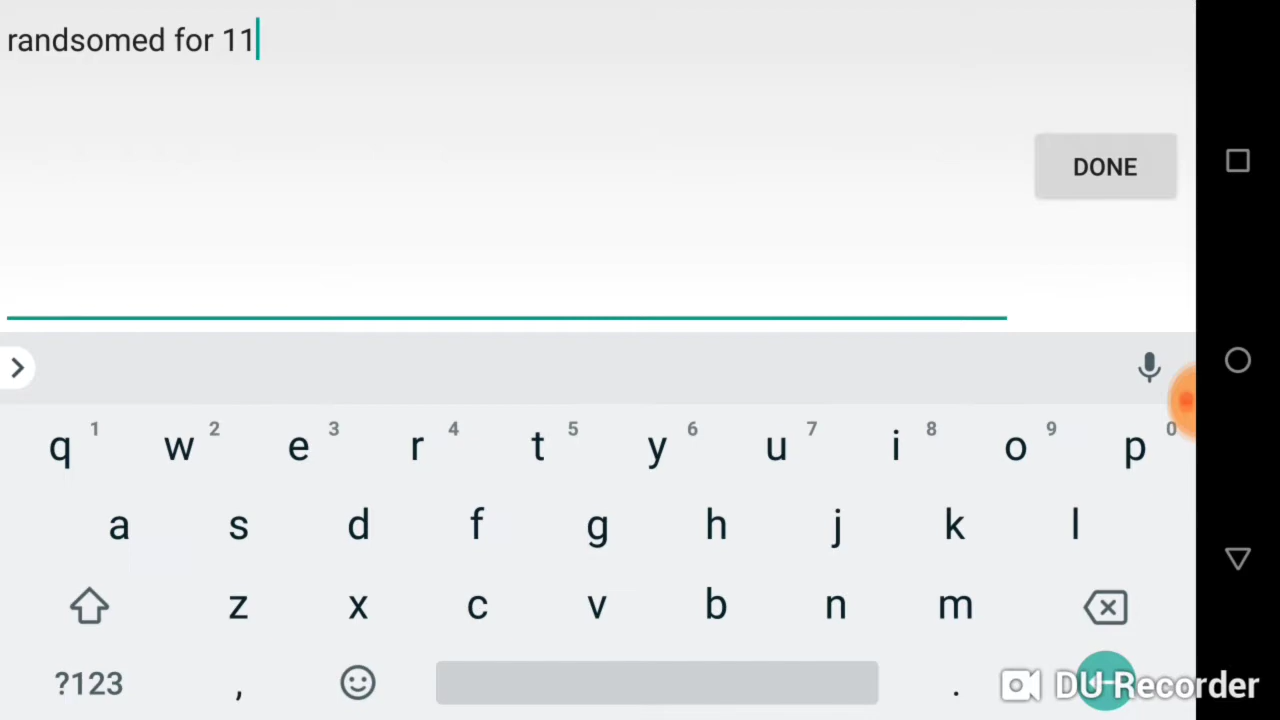 randsomed for 11
DONE
1 2 3 4 5 6 7 8 9 0
q w e r t y u i o p
a s d f g h j k l
z x c v b n m
?123 , .
DU Recorder